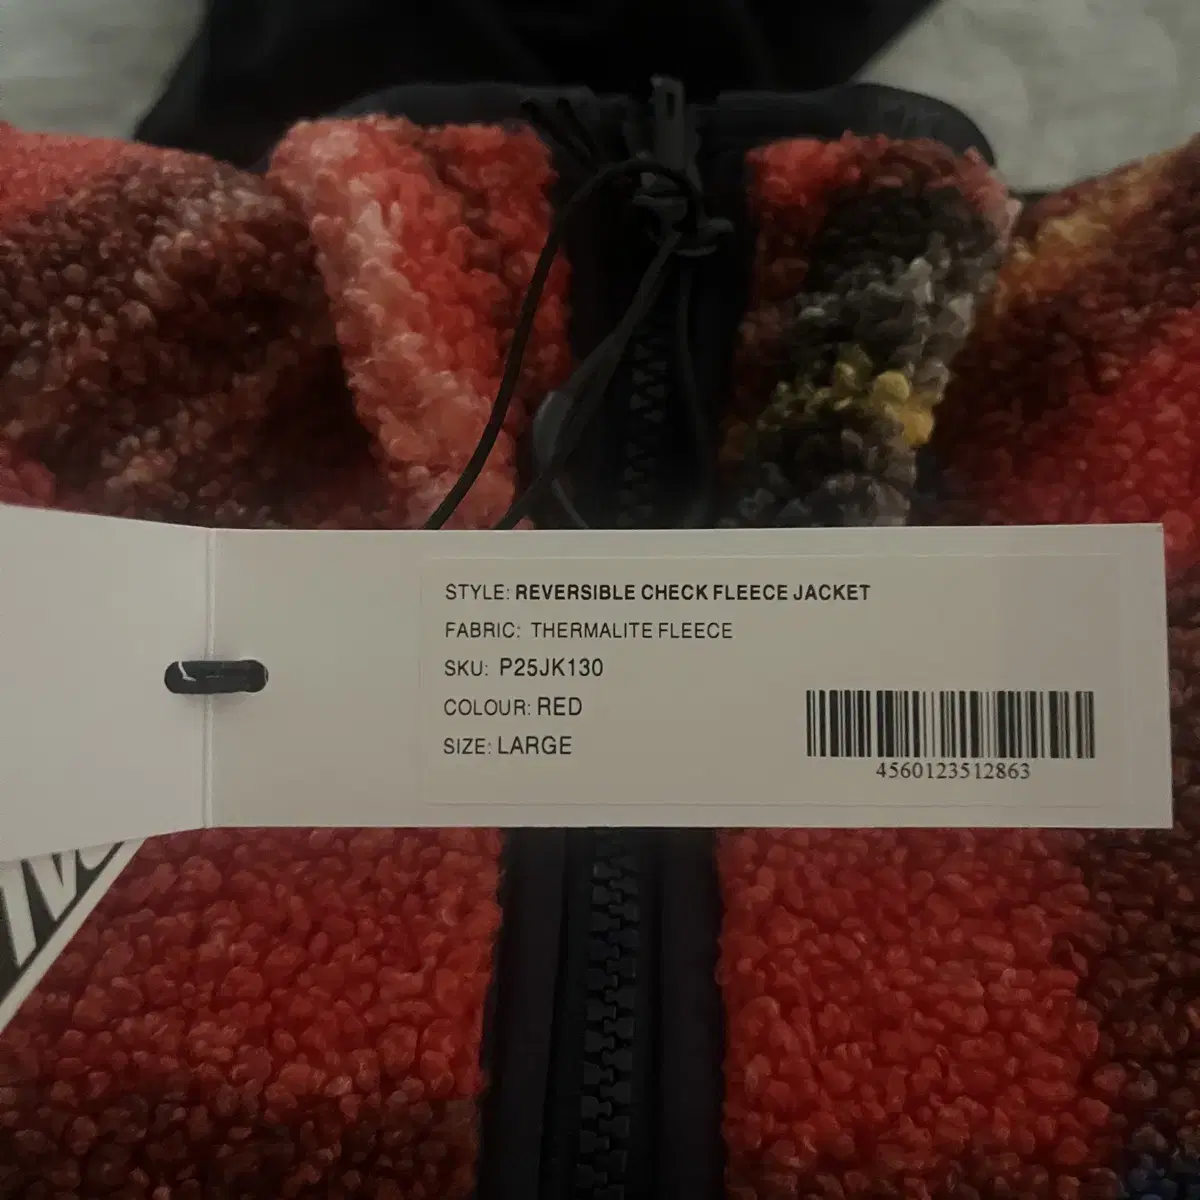 STYLE: REVERSIBLE CHECK FLEECE JACKET
FABRIC: THERMALITE FLEECE
SKU: P25JK130
COLOUR: RED
SIZE: LARGE
4560123512863